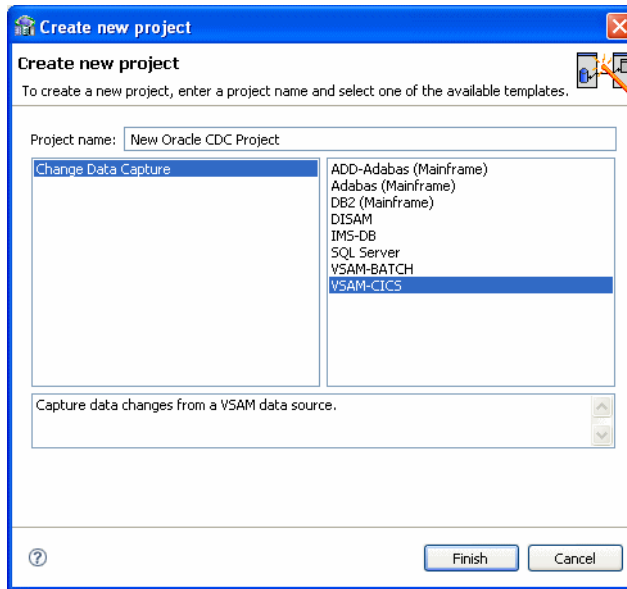 Create new project
Create new project
To create a new project, enter a project name and select one of the available templates.
Project name: New Oracle CDC Project
Change Data Capture
ADD-Adabas (Mainframe)
Adabas (Mainframe)
DB2 (Mainframe)
DISAM
IMS-DB
SQL Server
VSAM-BATCH
VSAM-CICS
Capture data changes from a VSAM data source.
Finish Cancel